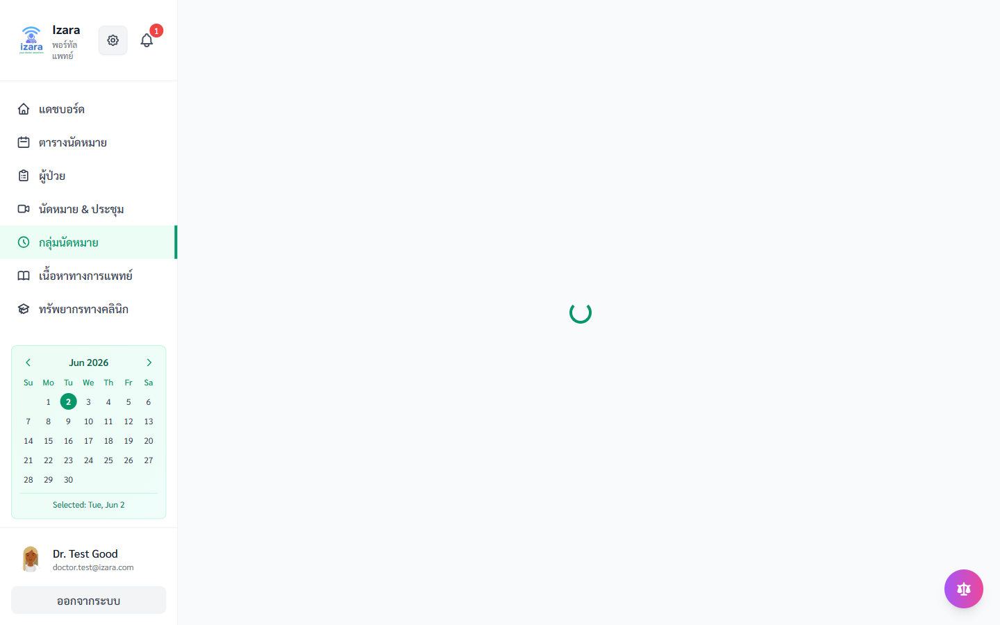 Izara
พอร์ทัล
แพทย์
1
izara
แดชบอร์ด
ตารางนัดหมาย
ผู้ป่วย
นัดหมาย & ประชุม
กลุ่มนัดหมาย
เนื้อหาทางการแพทย์
ทรัพยากรทางคลินิก
Jun 2026
Su Mo Tu We Th Fr Sa
1 2 3 4 5 6
7 8 9 10 11 12 13
14 15 16 17 18 19 20
21 22 23 24 25 26 27
28 29 30
Selected: Tue, Jun 2
Dr. Test Good
doctor.test@izara.com
ออกจากระบบ